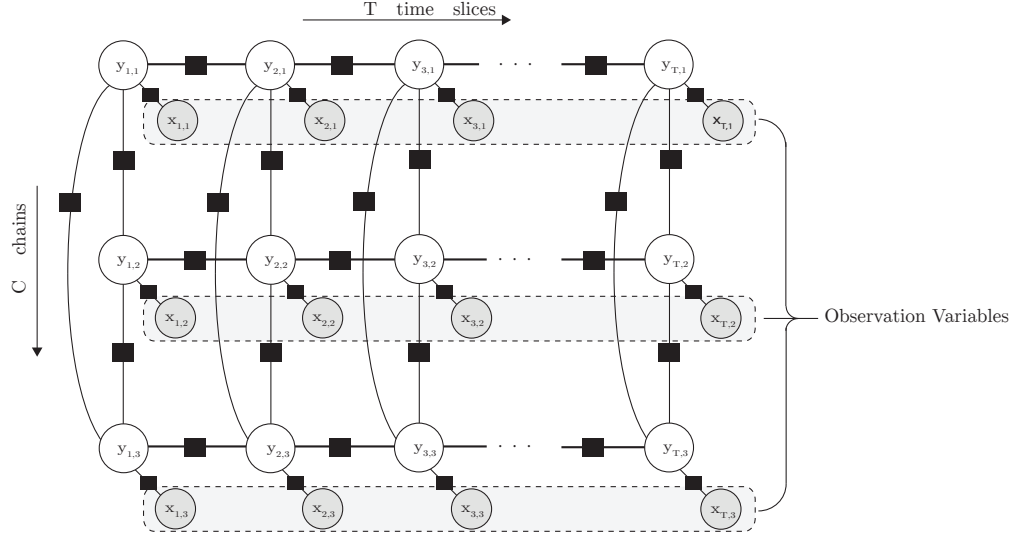 T time slices
y1,1 y2,1 y3,1 . . . yT,1
x1,1 x2,1 x3,1 xT,1
C chains
y1,2 y2,2 y3,2 . . . yT,2
x1,2 x2,2 x3,2 xT,2
Observation Variables
y1,3 y2,3 y3,3 . . . yT,3
x1,3 x2,3 x3,3 xT,3